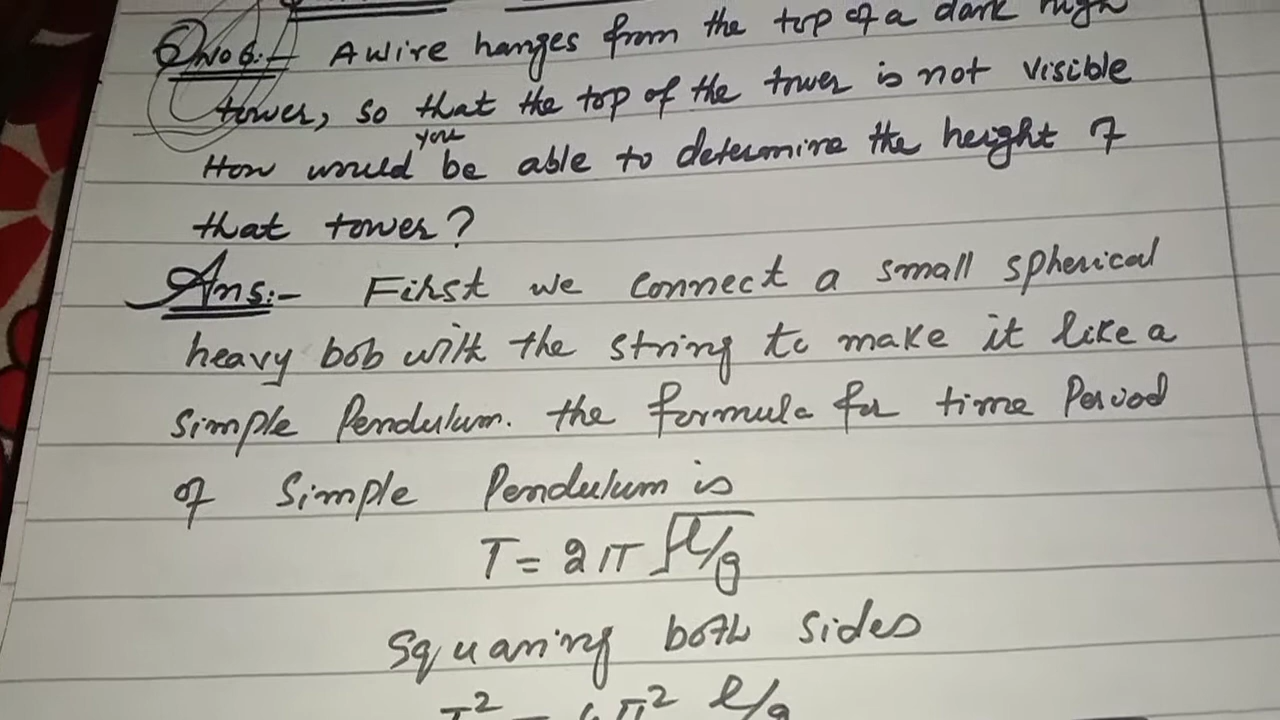 Q No 6:- A wire hanges from the top of a dark high
tower, so that the top of the tower is not visible
you
How would be able to determine the height of
that tower?
Ans:- First we connect a small spherical
heavy bob with the string to make it like a
simple Pendulum. the formula for time Period
of Simple Pendulum is
T = 2π √l/g
Squaring both sides
T² = 4π² l/g